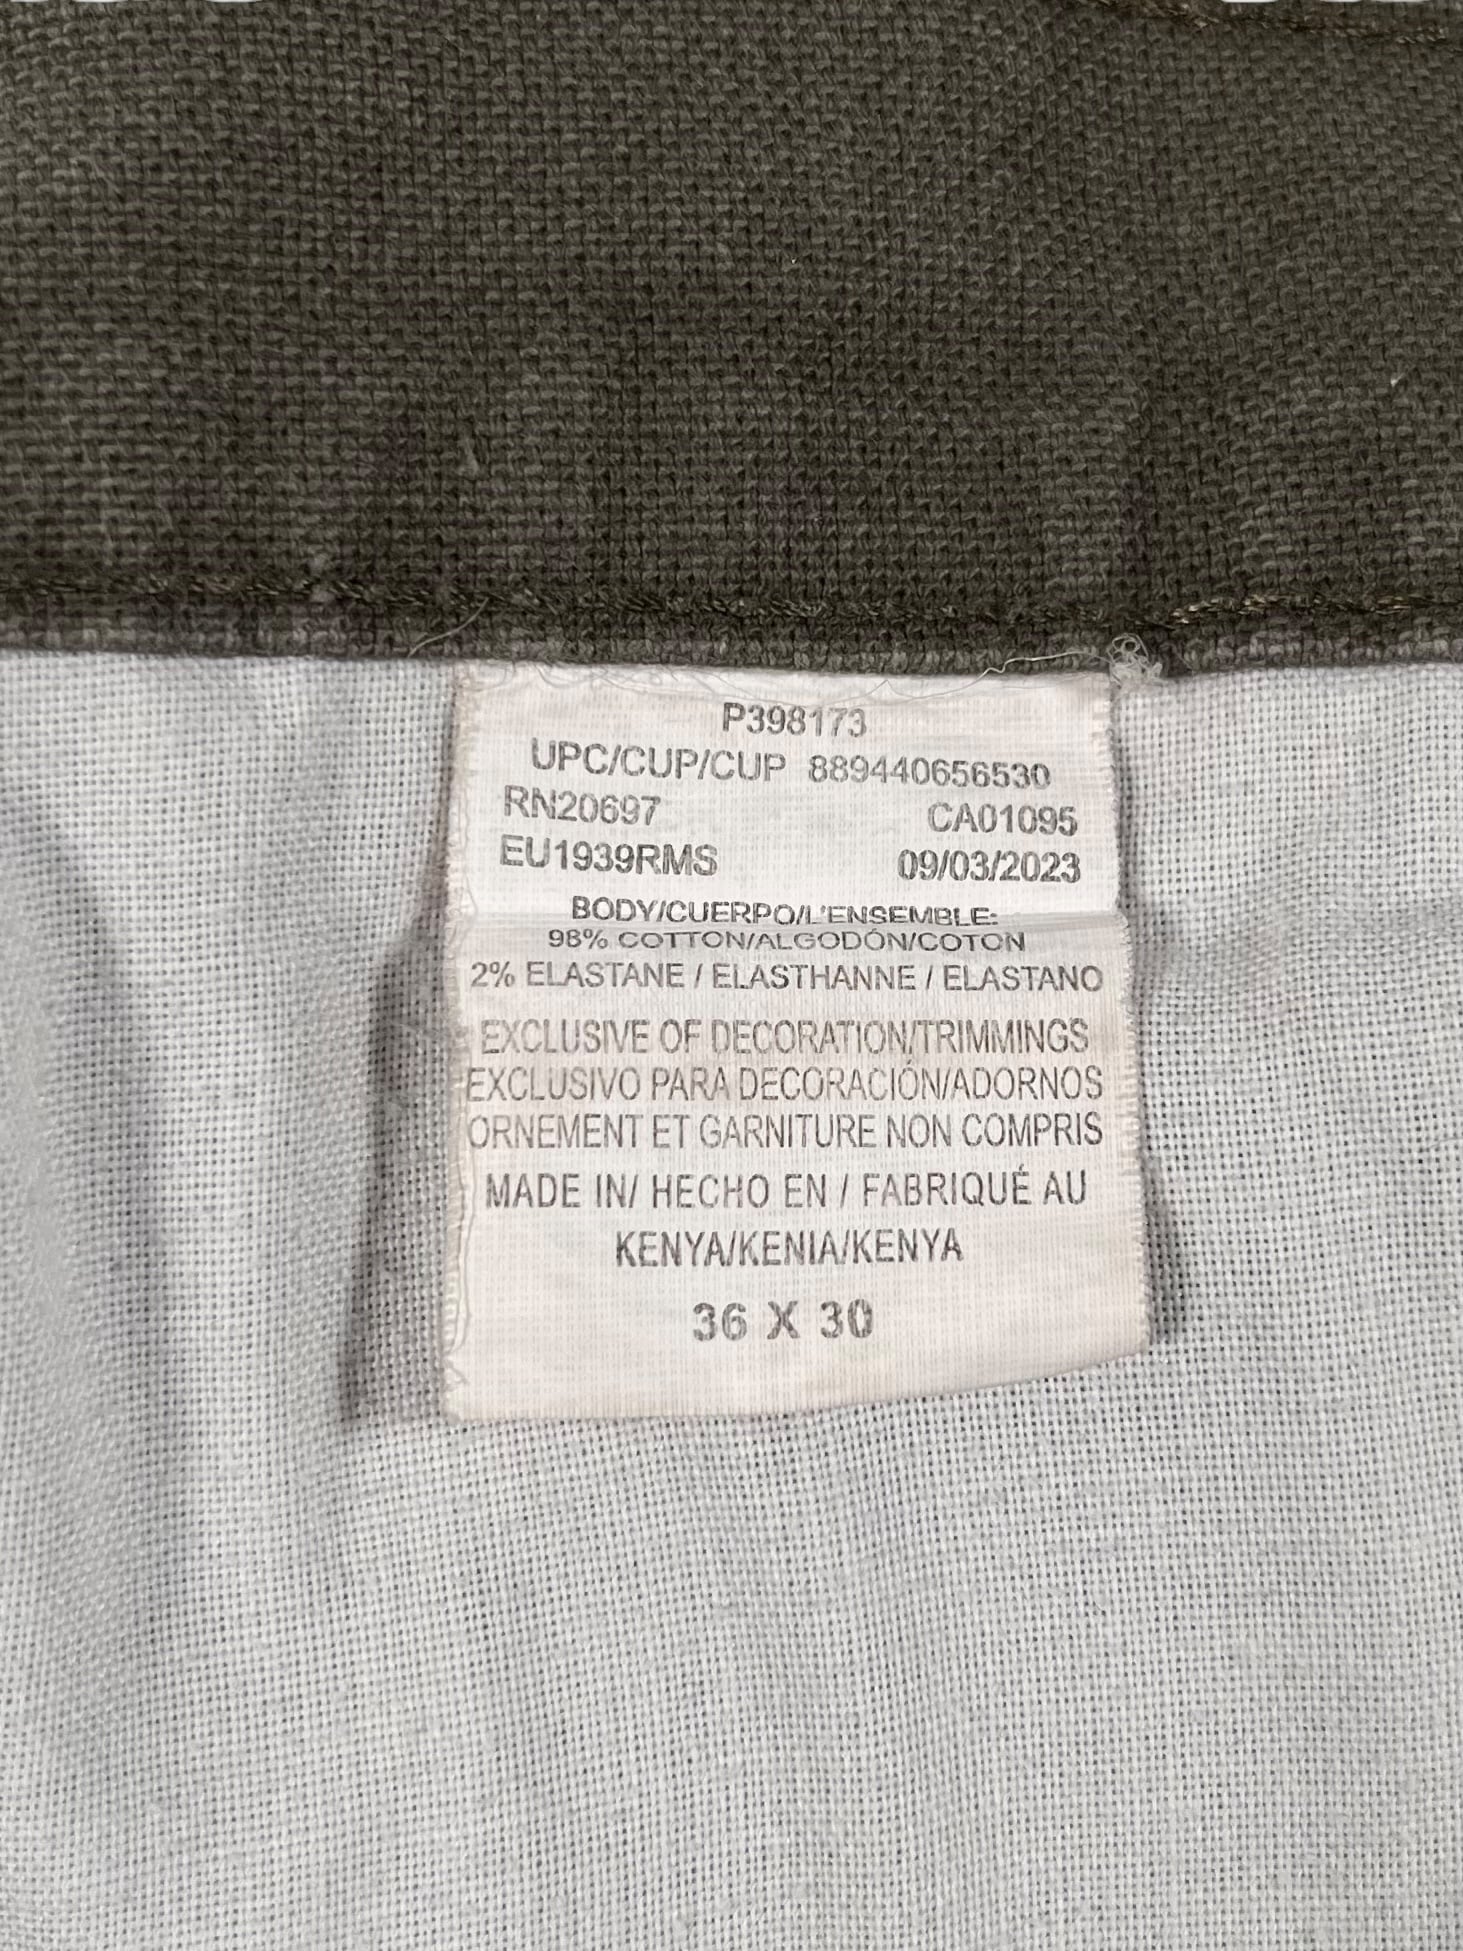 P398173
UPC/CUP/CUP 889440656530
RN20697 CA01095
EU1939RMS 09/03/2023
BODY/CUERPO/L'ENSEMBLE:
98% COTTON/ALGODÓN/COTON
2% ELASTANE / ELASTHANNE / ELASTANO
EXCLUSIVE OF DECORATION/TRIMMINGS
EXCLUSIVO PARA DECORACIÓN/ADORNOS
ORNEMENT ET GARNITURE NON COMPRIS
MADE IN/ HECHO EN / FABRIQUÉ AU
KENYA/KENIA/KENYA
36 X 30